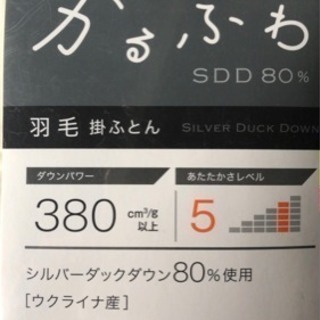 かるふわ
SDD 80%
羽毛 掛ふとん SILVER DUCK DOWN
ダウンパワー
380 cm³/g以上
あたたかさレベル
5
シルバーダックダウン80%使用
[ウクライナ産]